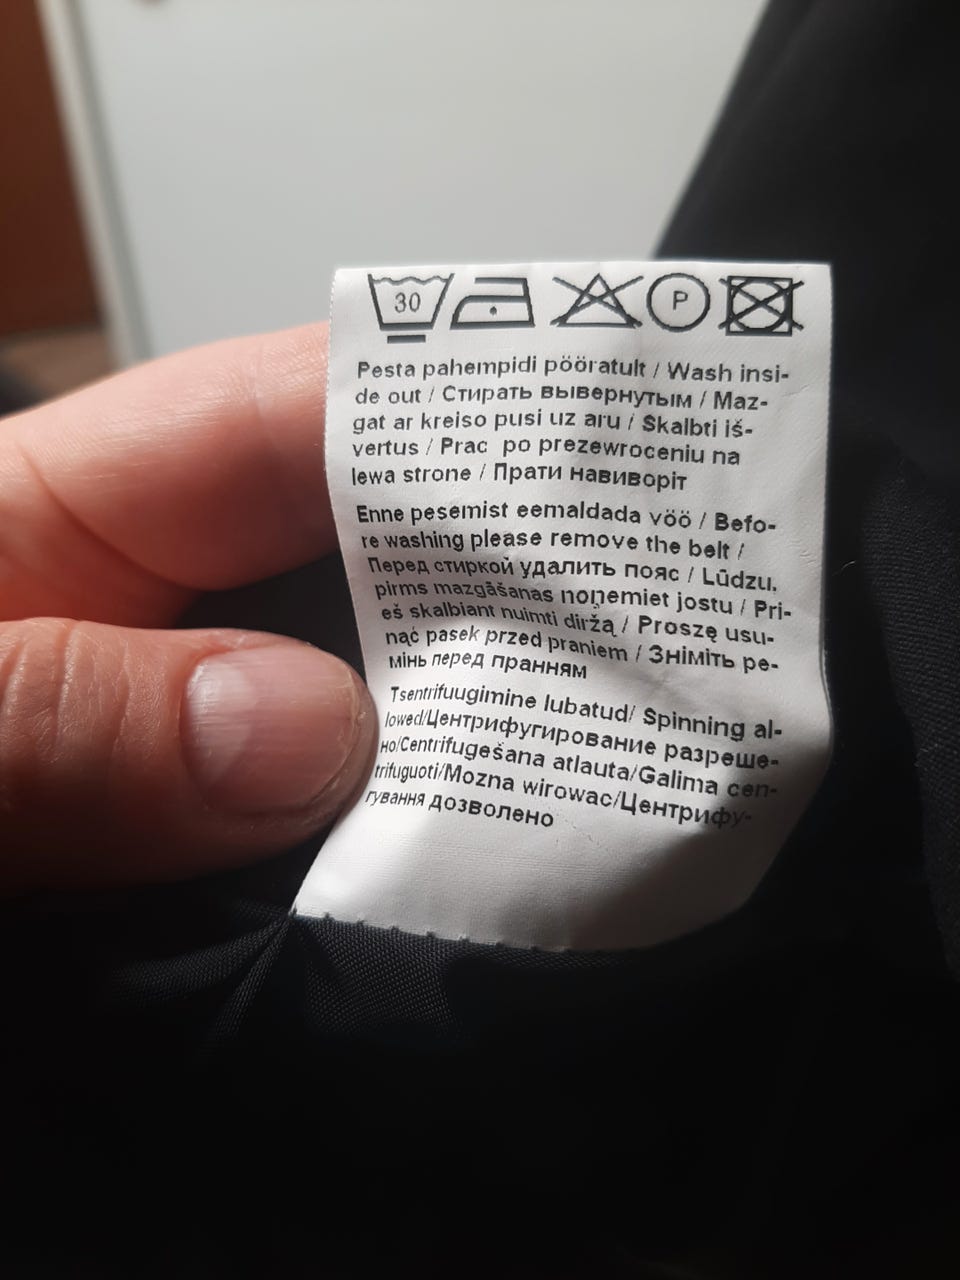 30
P
Pesta pahempidi pööratult / Wash insi-
de out / Стирать вывернутым / Maz-
gat ar kreiso pusi uz aru / Skalbti iš-
vertus / Prac po prezewroceniu na
lewa strone / Прати навиворіт
Enne pesemist eemaldada vöö / Befo-
re washing please remove the belt /
Перед стиркой удалить пояс / Lūdzu,
pirms mazgāšanas noņemiet jostu / Pri-
eš skalbiant nuimti diržą / Proszę usu-
nąć pasek przed praniem / Зніміть ре-
мінь перед пранням
Tsentrifuugimine lubatud/ Spinning al-
lowed/Центрифугирование разреше-
но/Centrifugešana atlauta/Galima cen-
trifuguoti/Mozna wirowac/Центрифу-
гування дозволено